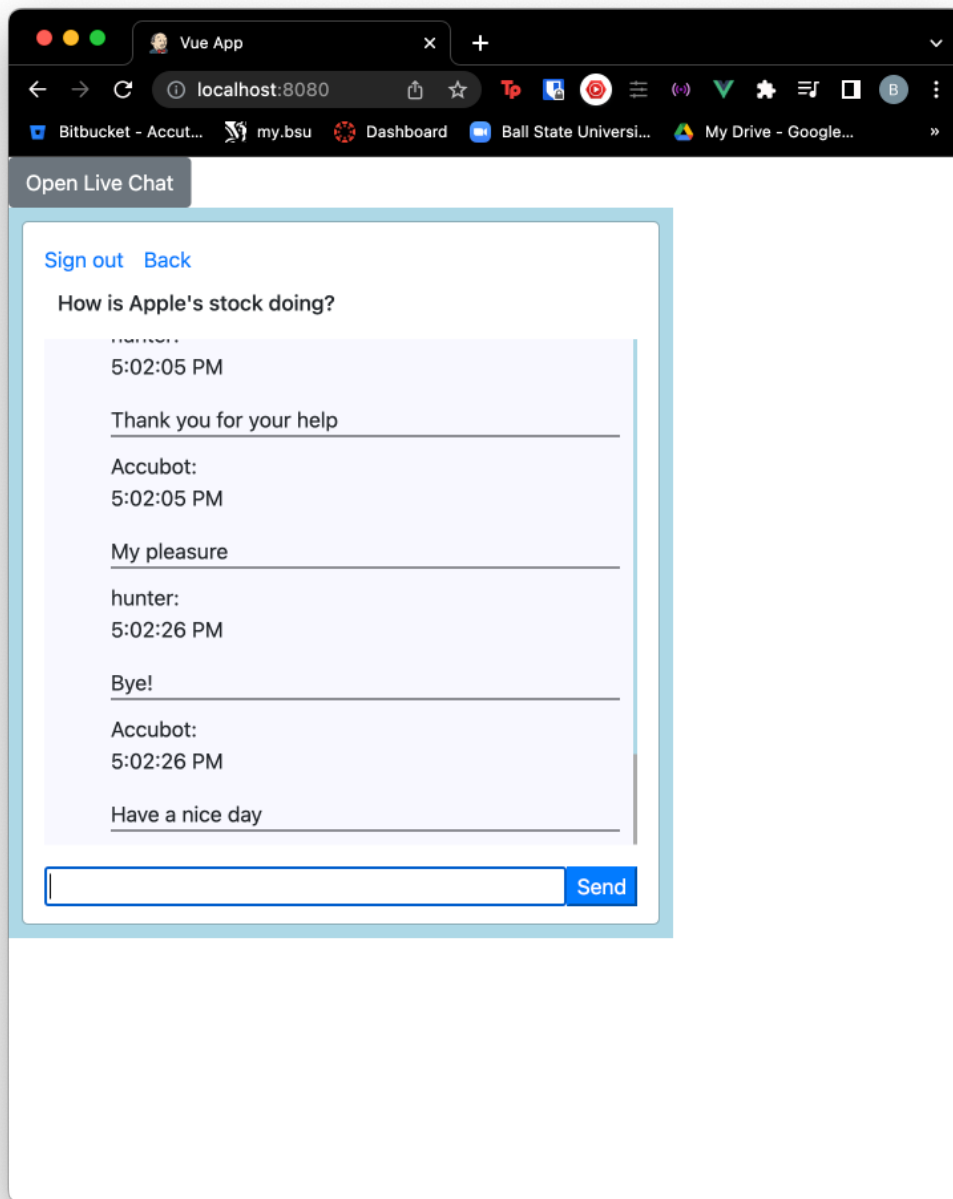 Vue App
localhost:8080
Tp
B
Bitbucket - Accut...
my.bsu
Dashboard
Ball State Universi...
My Drive - Google...
»
Open Live Chat
Sign out Back
How is Apple's stock doing?
hunter:
5:02:05 PM
Thank you for your help
Accubot:
5:02:05 PM
My pleasure
hunter:
5:02:26 PM
Bye!
Accubot:
5:02:26 PM
Have a nice day
Send